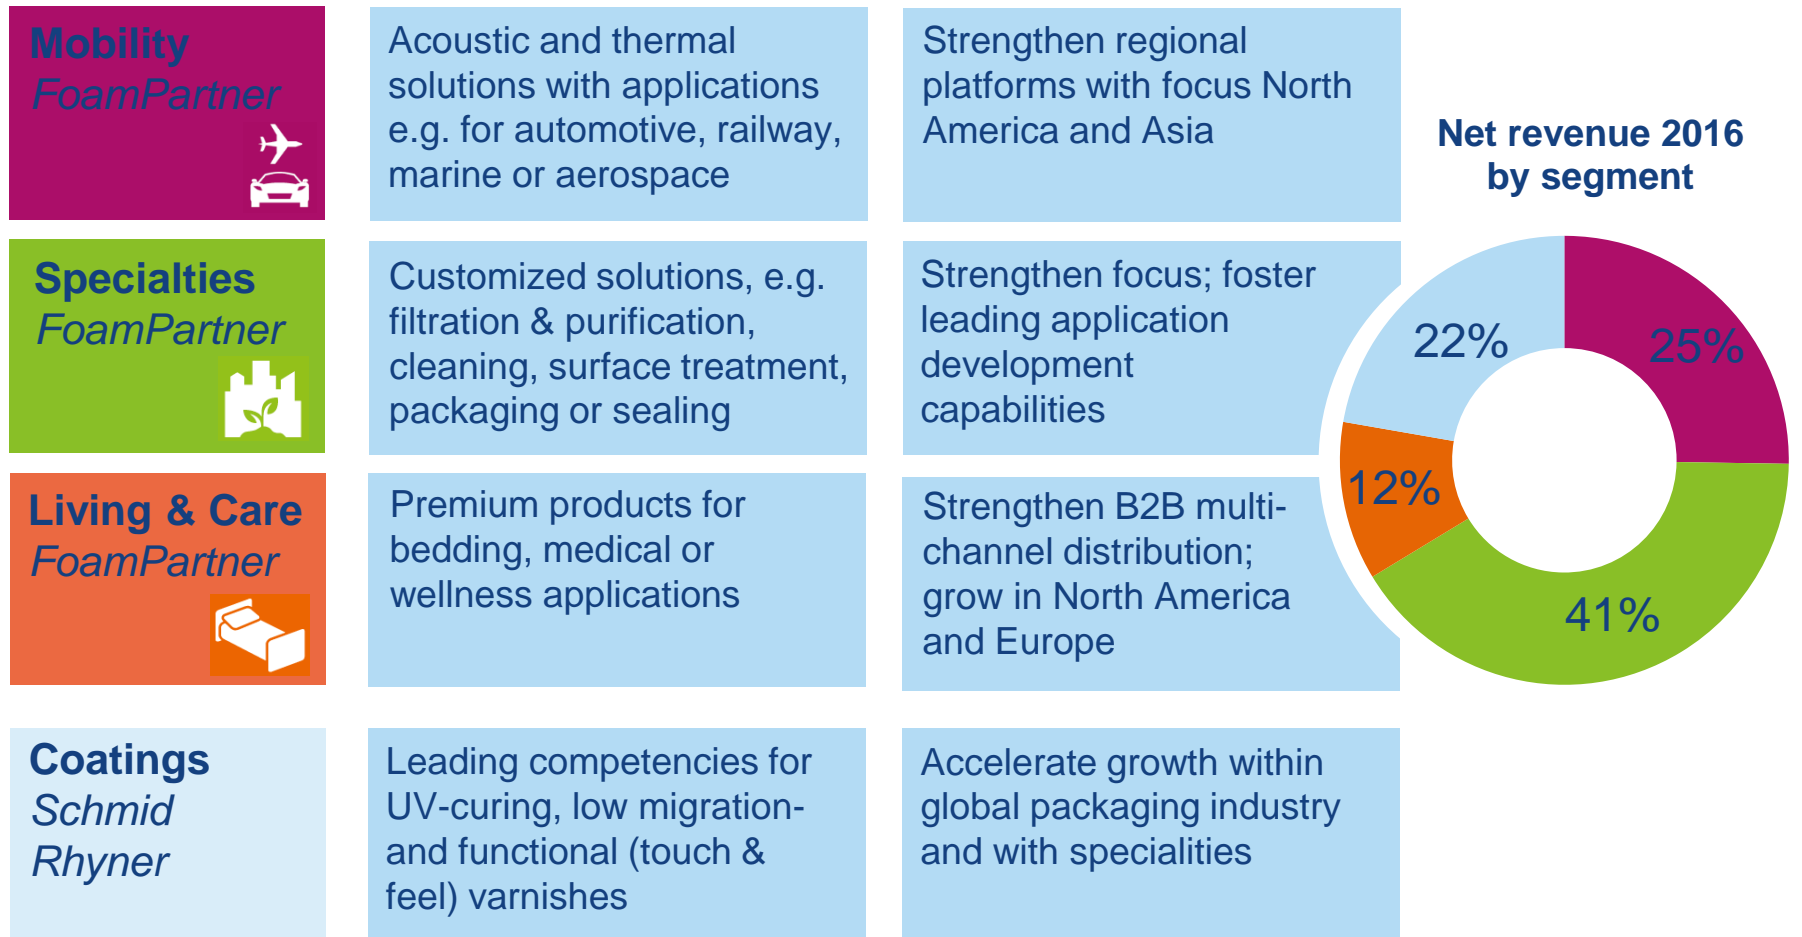 Mobility
FoamPartner
Acoustic and thermal
solutions with applications
e.g. for automotive, railway,
marine or aerospace
Strengthen regional
platforms with focus North
America and Asia
Specialties
FoamPartner
Customized solutions, e.g.
filtration & purification,
cleaning, surface treatment,
packaging or sealing
Strengthen focus; foster
leading application
development
capabilities
Living & Care
FoamPartner
Premium products for
bedding, medical or
wellness applications
Strengthen B2B multi-
channel distribution;
grow in North America
and Europe
Coatings
Schmid
Rhyner
Leading competencies for
UV-curing, low migration-
and functional (touch &
feel) varnishes
Accelerate growth within
global packaging industry
and with specialities
Net revenue 2016
by segment
22%
25%
12%
41%